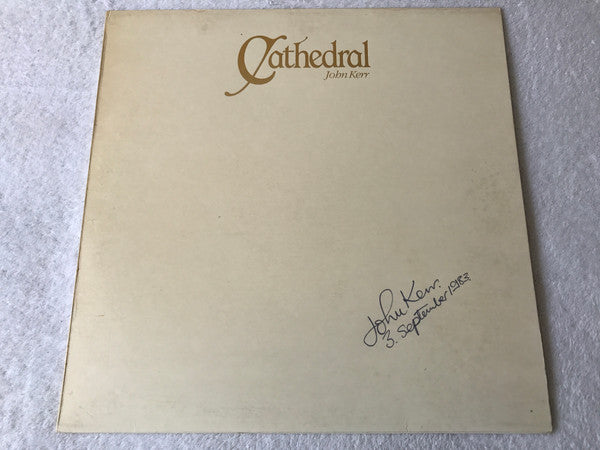 Cathedral
John Kerr
John Kerr.
3. September 1983